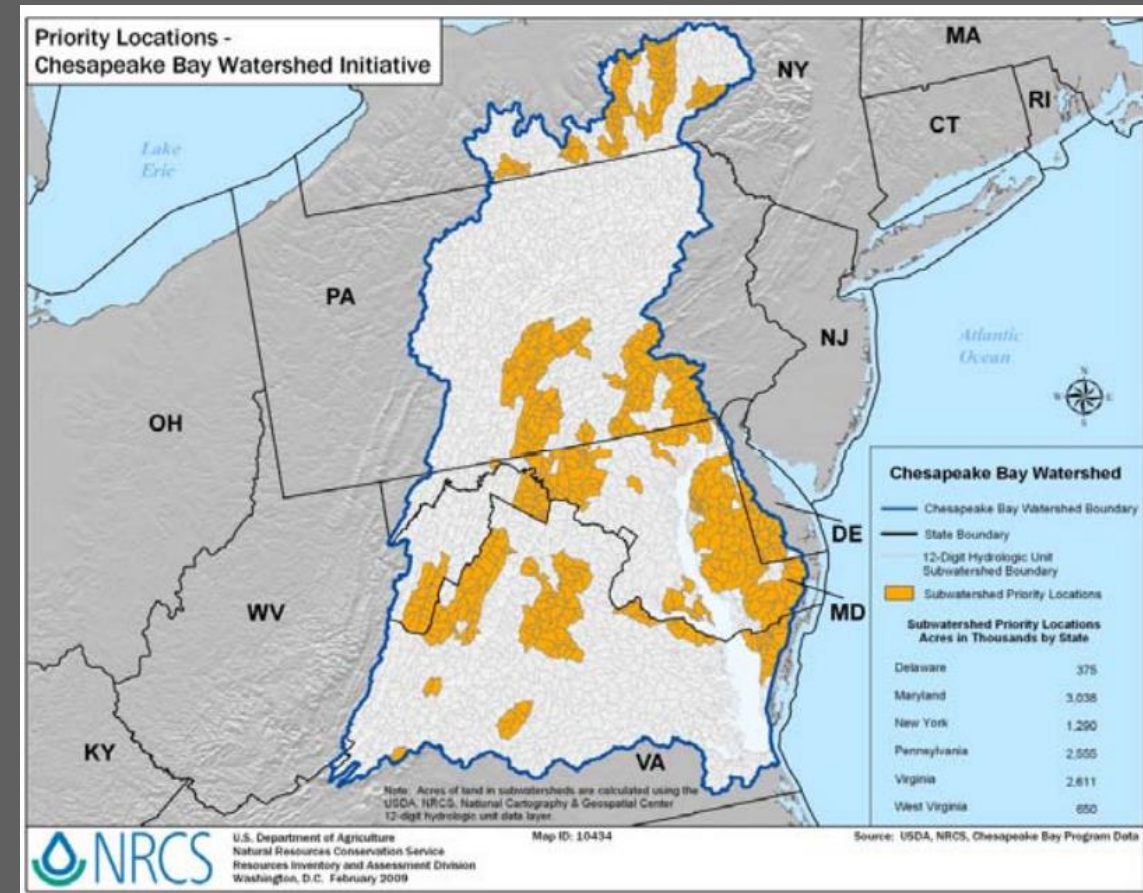 Priority Locations -
Chesapeake Bay Watershed Initiative
MA
NY
RI
CT
Lake
Erie
PA
NJ
Atlantic
Ocean
N
W
E
S
OH
Chesapeake Bay Watershed
Chesapeake Bay Watershed Boundary
State Boundary
12-Digit Hydrologic Unit
Subwatershed Boundary
Subwatershed Priority Locations
Subwatershed Priority Locations
Acres in Thousands by State
Delaware 375
Maryland 3,038
New York 1,290
Pennsylvania 2,555
Virginia 2,611
West Virginia 650
DE
WV
MD
KY
VA
Note: Acres of land in subwatersheds are calculated using the
USDA, NRCS, National Cartography & Geospatial Center
12-digit hydrologic unit data layer.
NRCS
U.S. Department of Agriculture
Natural Resources Conservation Service
Resources Inventory and Assessment Division
Washington, D.C. February 2009
Map ID: 10434
Source: USDA, NRCS, Chesapeake Bay Program Data